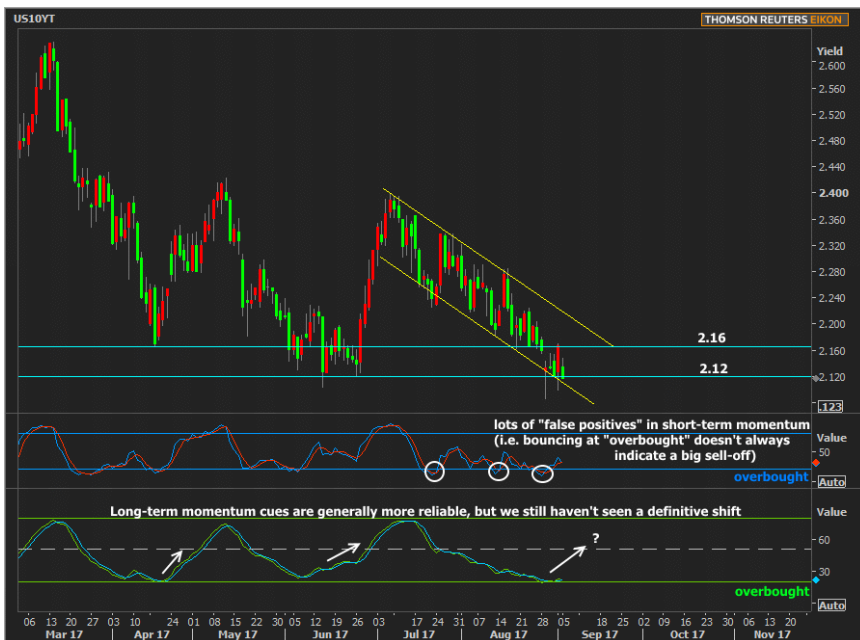 US10YT
THOMSON REUTERS EIKON
Yield
2.600
2.560
2.520
2.480
2.440
2.400
2.360
2.320
2.280
2.240
2.200
2.16
2.160
2.12
2.120
.123
lots of "false positives" in short-term momentum
(i.e. bouncing at "overbought" doesn't always
indicate a big sell-off)
Value
50
overbought
Auto
Long-term momentum cues are generally more reliable, but we still haven't seen a definitive shift
Value
?
60
30
overbought
Auto
06 13 20 27 03 10 17 24 01 08 15 22 30 05 12 19 26 03 17 24 31 07 14 21 28 05 18 25 02 16 23 30 06 13 20
Mar 17 Apr 17 May 17 Jun 17 Jul 17 Aug 17 Sep 17 Oct 17 Nov 17